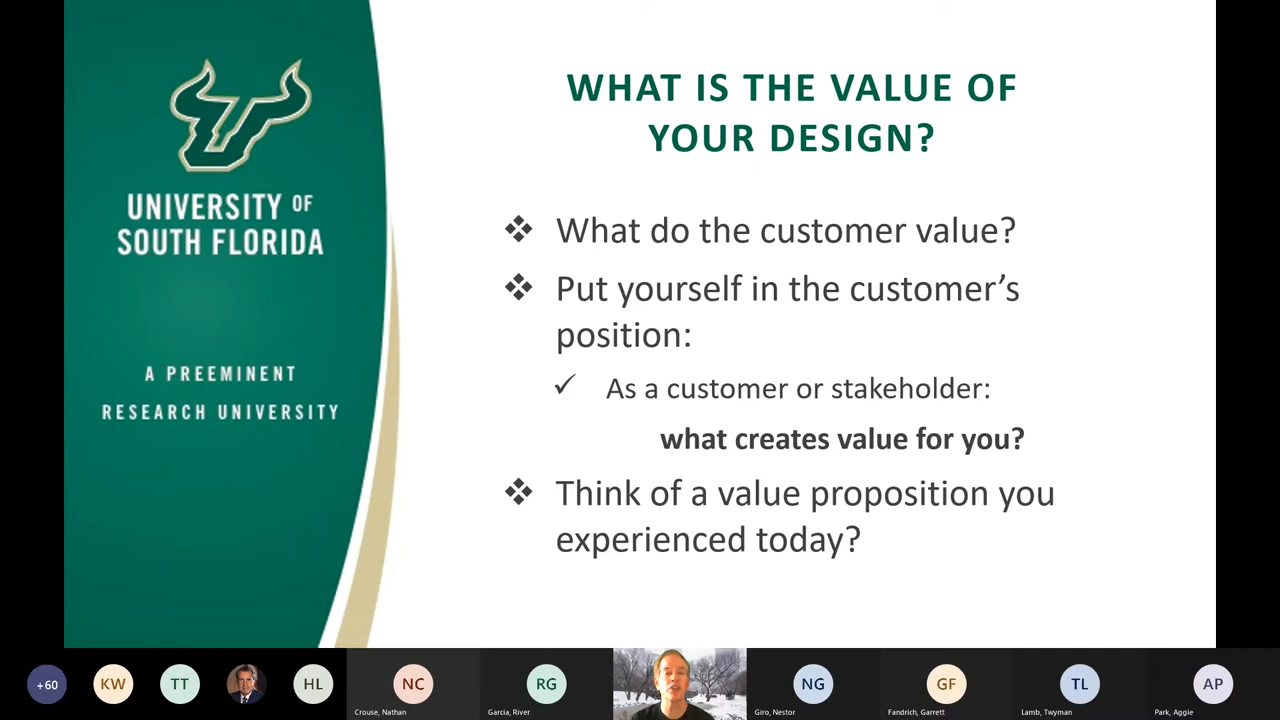 UNIVERSITY OF
SOUTH FLORIDA
A PREEMINENT
RESEARCH UNIVERSITY
WHAT IS THE VALUE OF
YOUR DESIGN?
What do the customer value?
Put yourself in the customer’s
position:
As a customer or stakeholder:
what creates value for you?
Think of a value proposition you
experienced today?
+60
KW
TT
HL
NC
Crouse, Nathan
RG
Garcia, River
NG
Giro, Nestor
GF
Fandrich, Garrett
TL
Lamb, Twyman
AP
Park, Aggie